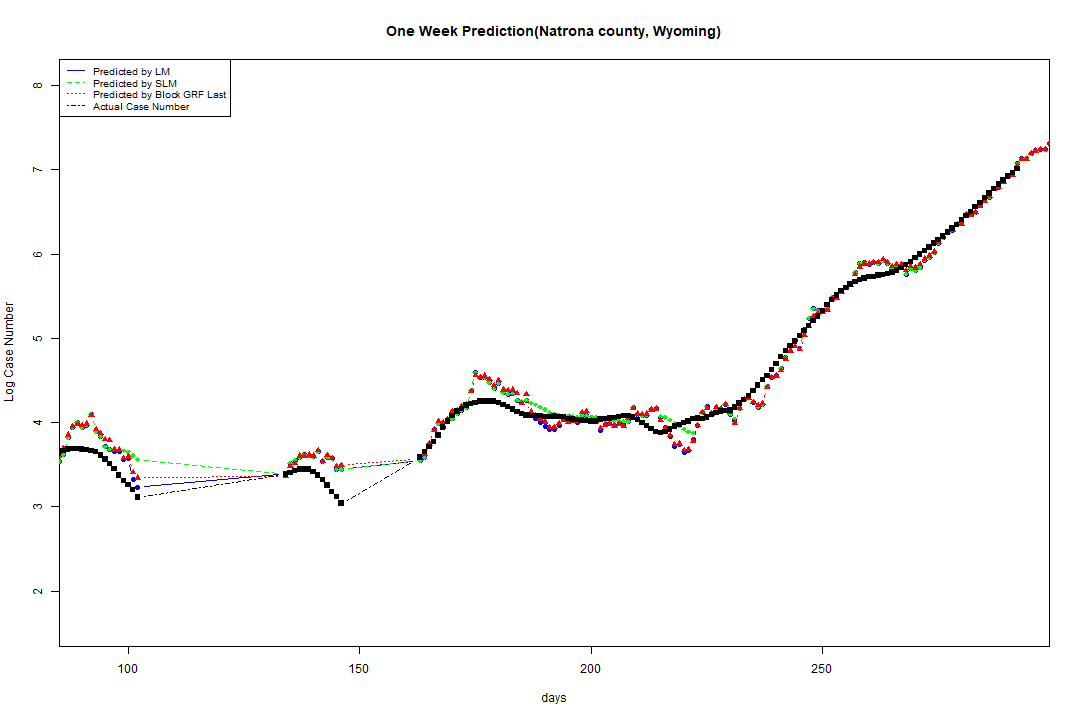 One Week Prediction(Natrona county, Wyoming)
Predicted by LM
Predicted by SLM
Predicted by Block GRF Last
Actual Case Number
8
7
6
5
4
3
2
Log Case Number
100 150 200 250
days